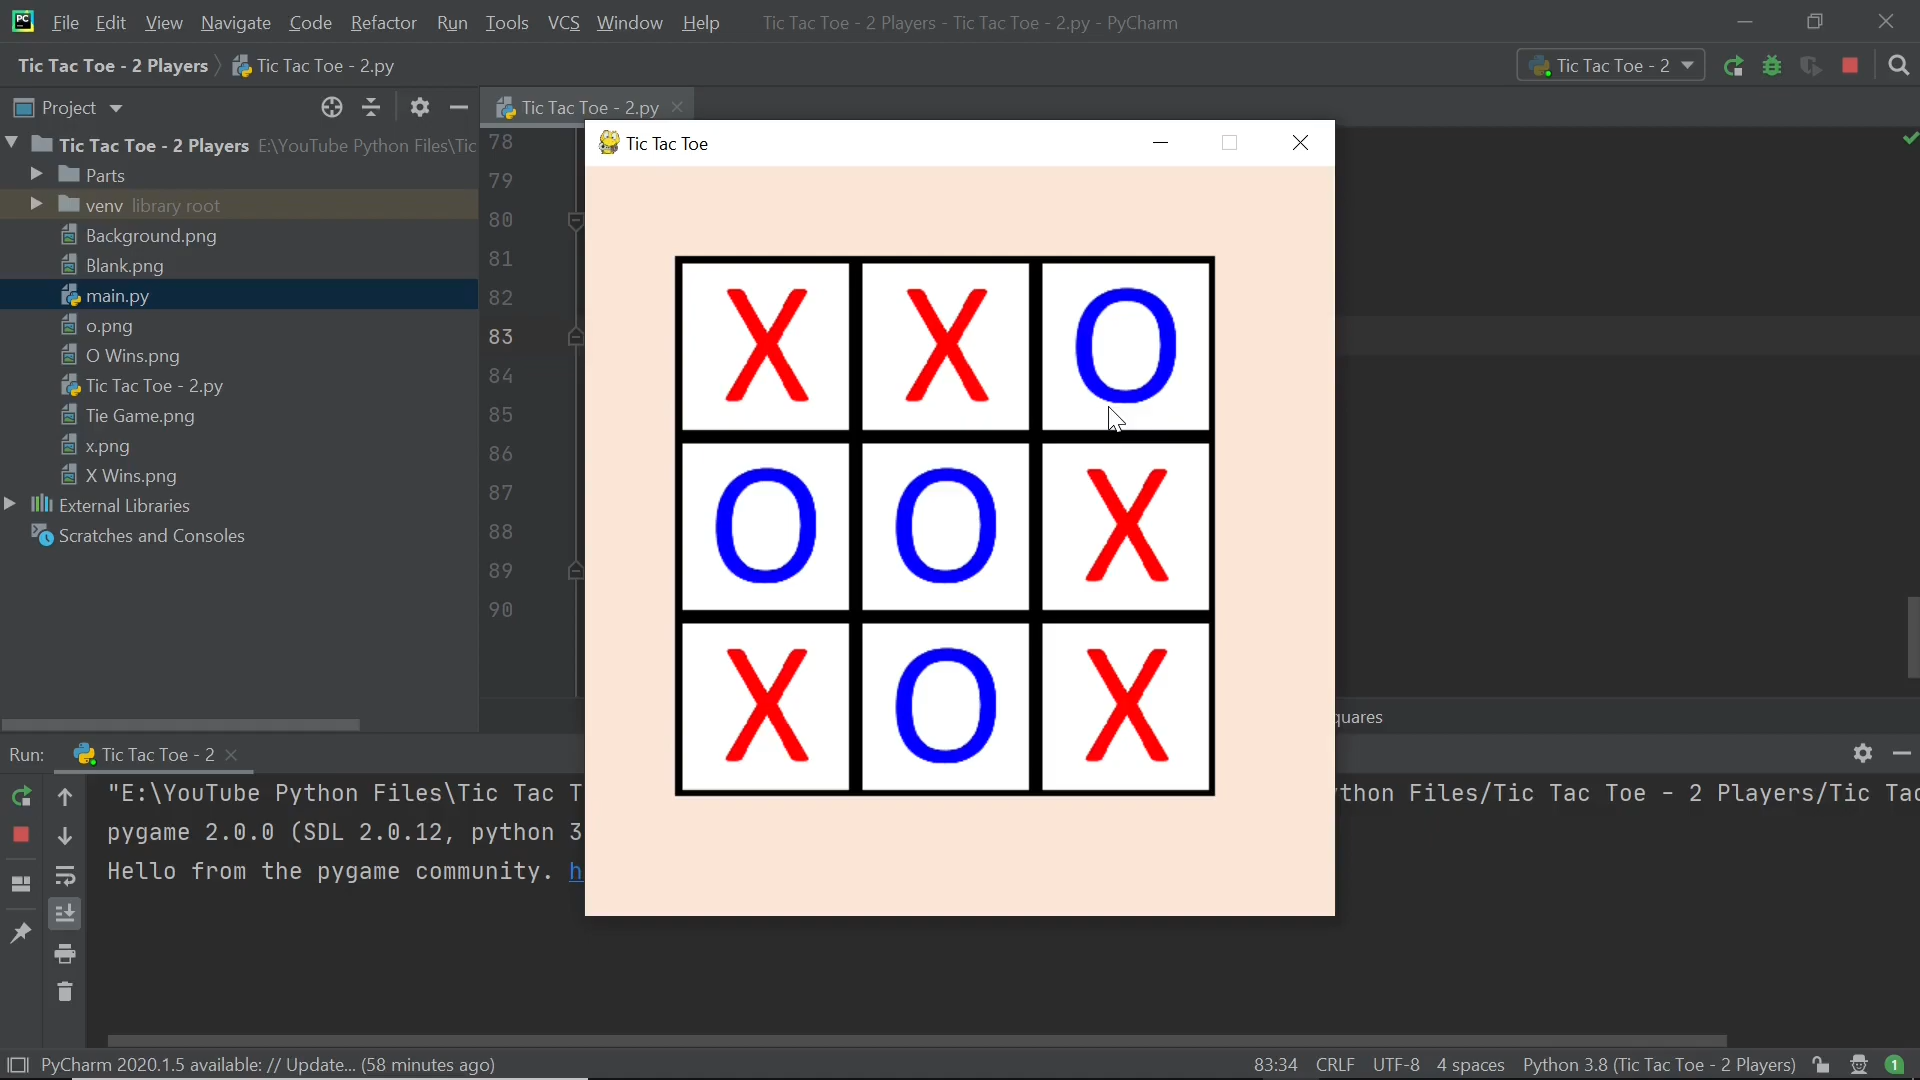 PC File Edit View Navigate Code Refactor Run Tools VCS Window Help Tic Tac Toe - 2 Players - Tic Tac Toe - 2.py - PyCharm
Tic Tac Toe - 2 Players Tic Tac Toe - 2.py Tic Tac Toe - 2
Project Tic Tac Toe - 2.py
Tic Tac Toe - 2 Players E:\YouTube Python Files\Tic
Parts
venv library root
Background.png
Blank.png
main.py
o.png
O Wins.png
Tic Tac Toe - 2.py
Tie Game.png
x.png
X Wins.png
External Libraries
Scratches and Consoles
78
79
80
81
82
83
84
85
86
87
88
89
90
Tic Tac Toe
X X O
O O X
X O X
quares
Run: Tic Tac Toe - 2
"E:\YouTube Python Files\Tic Tac T thon Files/Tic Tac Toe - 2 Players/Tic Tac
pygame 2.0.0 (SDL 2.0.12, python 3
Hello from the pygame community. h
PyCharm 2020.1.5 available: // Update... (58 minutes ago) 83:34 CRLF UTF-8 4 spaces Python 3.8 (Tic Tac Toe - 2 Players) 1